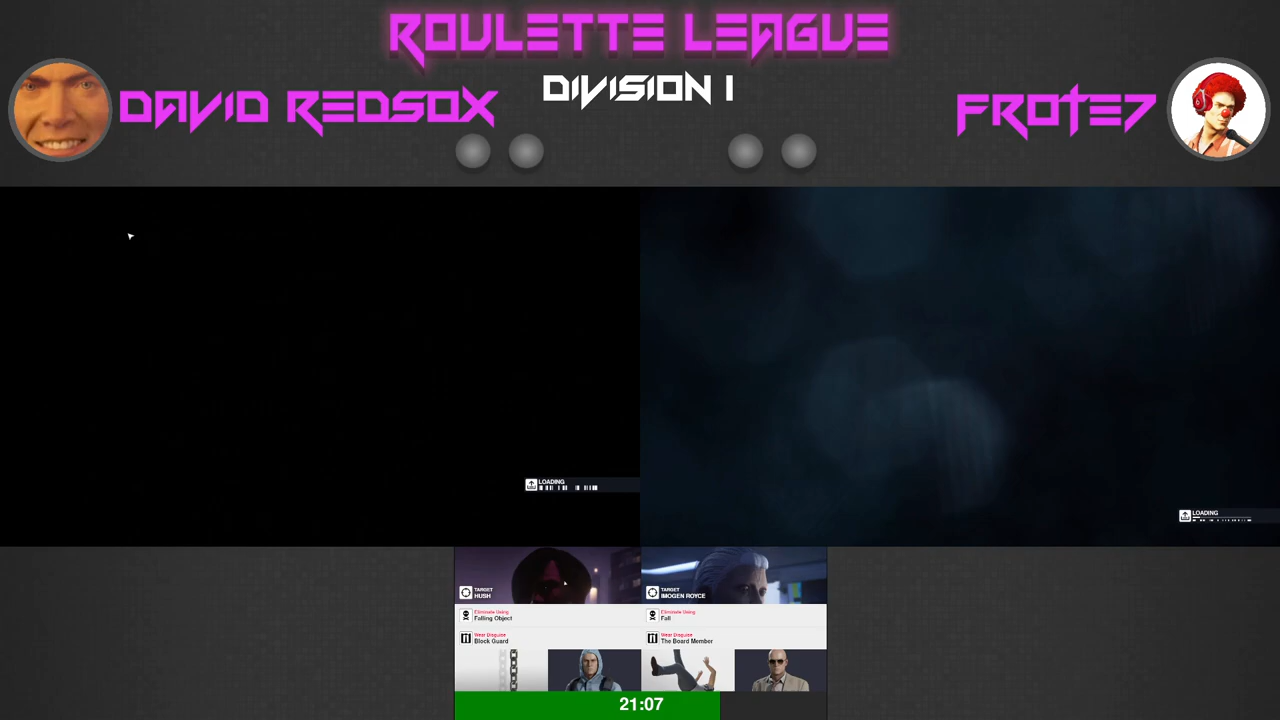 ROULETTE LEAGUE
DIVISION I
DAVID REDSOX
FROTE7
LOADING
LOADING
TARGET
HUSH
TARGET
IMOGEN ROYCE
Eliminate Using
Falling Object
Eliminate Using
Fall
Wear Disguise
Block Guard
Wear Disguise
The Board Member
21:07